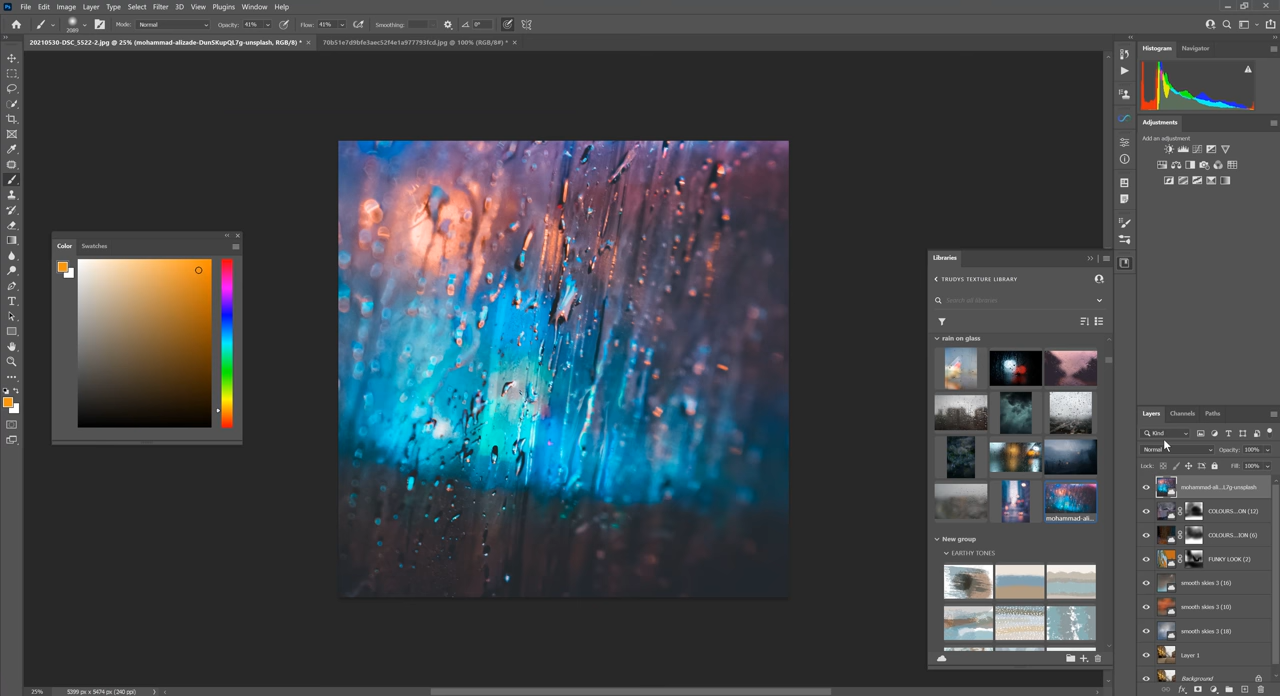 File Edit Image Layer Type Select Filter 3D View Plugins Window Help
2089 Mode: Normal Opacity: 41% Flow: 41% Smoothing: 0°
20210530-DSC_5522-2.jpg @ 25% (mohammad-alizade-DunSKupQL7g-unsplash, RGB/8) * × 70b51e7d9bfe3aec52f4e1a977793fcd.jpg @ 100% (RGB/8#) * ×
Histogram Navigator
Adjustments
Add an adjustment
Color Swatches
Libraries
TRUDYS TEXTURE LIBRARY
Search all libraries
rain on glass
mohammad-ali...
New group
EARTHY TONES
Layers Channels Paths
Kind
Normal Opacity: 100%
Lock: Fill: 100%
mohammad-ali...L7g-unsplash
COLOURS...ON (12)
COLOURS...ION (6)
FUNKY LOOK (2)
smooth skies 3 (16)
smooth skies 3 (10)
smooth skies 3 (18)
Layer 1
Background
25% 5399 px x 5474 px (240 ppi)